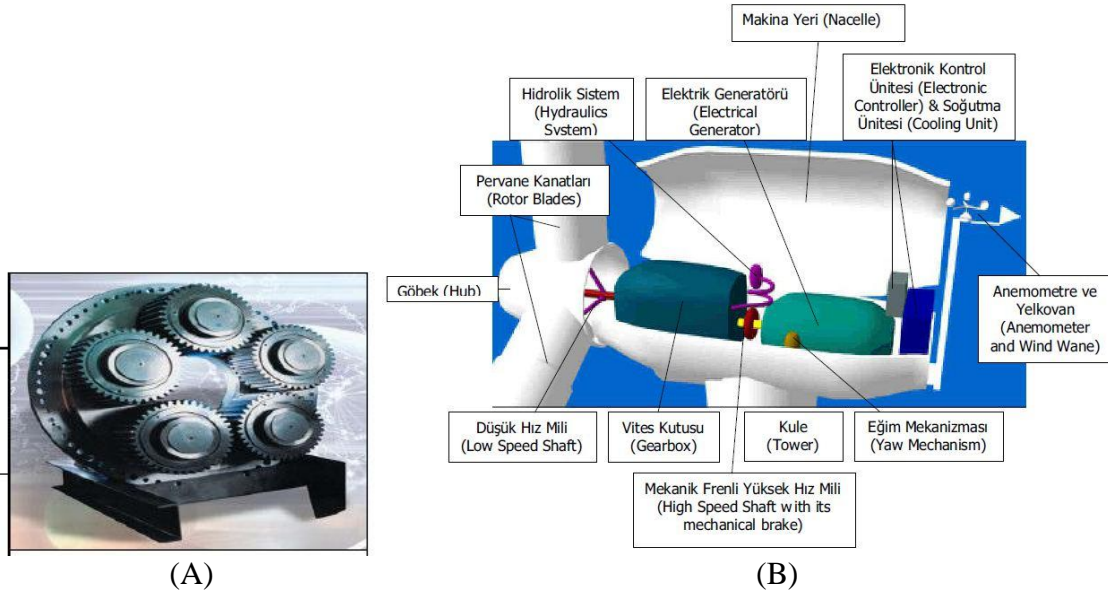 Makina Yeri (Nacelle)
Hidrolik Sistem
(Hydraulics
System)
Elektrik Generatörü
(Electrical
Generator)
Elektronik Kontrol
Ünitesi (Electronic
Controller) & Soğutma
Ünitesi (Cooling Unit)
Pervane Kanatları
(Rotor Blades)
Göbek (Hub)
Anemometre ve
Yelkovan
(Anemometer
and Wind Wane)
Düşük Hız Mili
(Low Speed Shaft)
Vites Kutusu
(Gearbox)
Kule
(Tower)
Eğim Mekanizması
(Yaw Mechanism)
Mekanik Frenli Yüksek Hız Mili
(High Speed Shaft with its
mechanical brake)
(A)
(B)